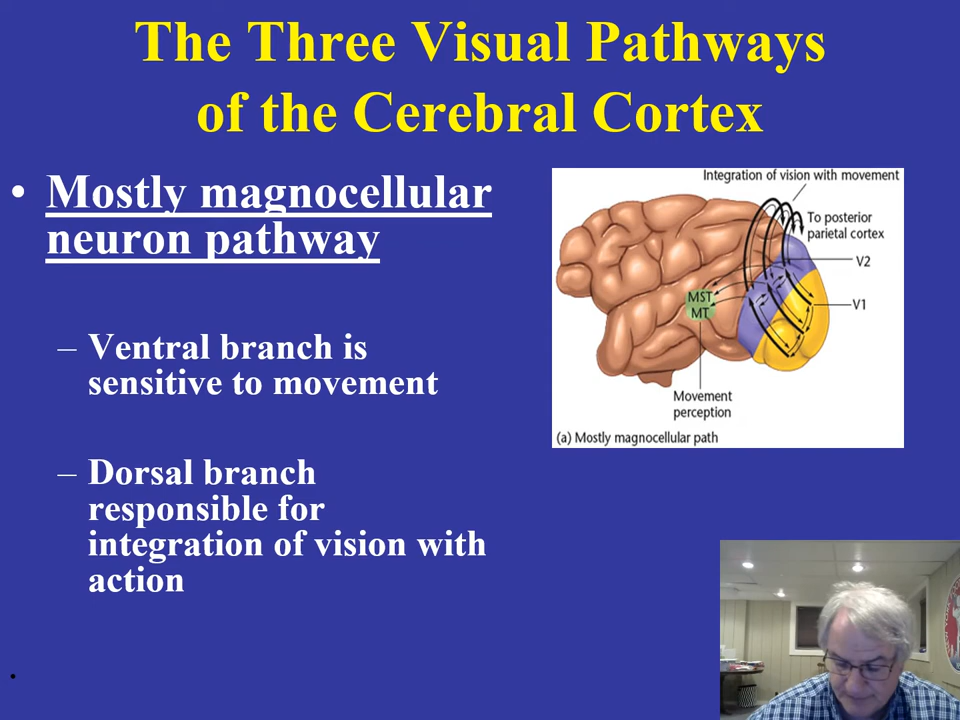 The Three Visual Pathways
of the Cerebral Cortex
• Mostly magnocellular
neuron pathway
– Ventral branch is
sensitive to movement
– Dorsal branch
responsible for
integration of vision with
action
Integration of vision with movement
To posterior
parietal cortex
V2
V1
MST
MT
Movement
perception
(a) Mostly magnocellular path